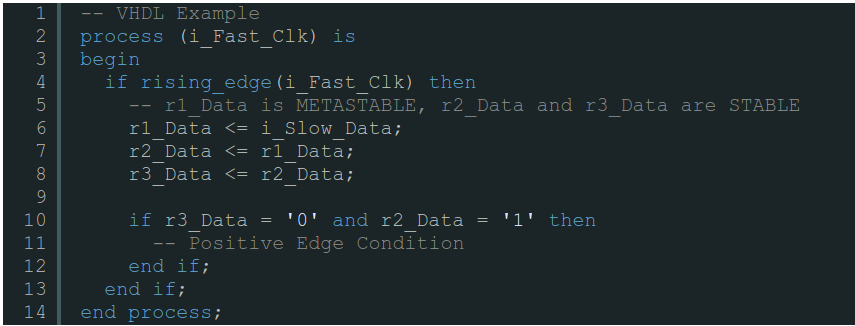 1 -- VHDL Example
2 process (i_Fast_Clk) is
3 begin
4 if rising_edge(i_Fast_Clk) then
5 -- r1_Data is METASTABLE, r2_Data and r3_Data are STABLE
6 r1_Data <= i_Slow_Data;
7 r2_Data <= r1_Data;
8 r3_Data <= r2_Data;
9
10 if r3_Data = '0' and r2_Data = '1' then
11 -- Positive Edge Condition
12 end if;
13 end if;
14 end process;